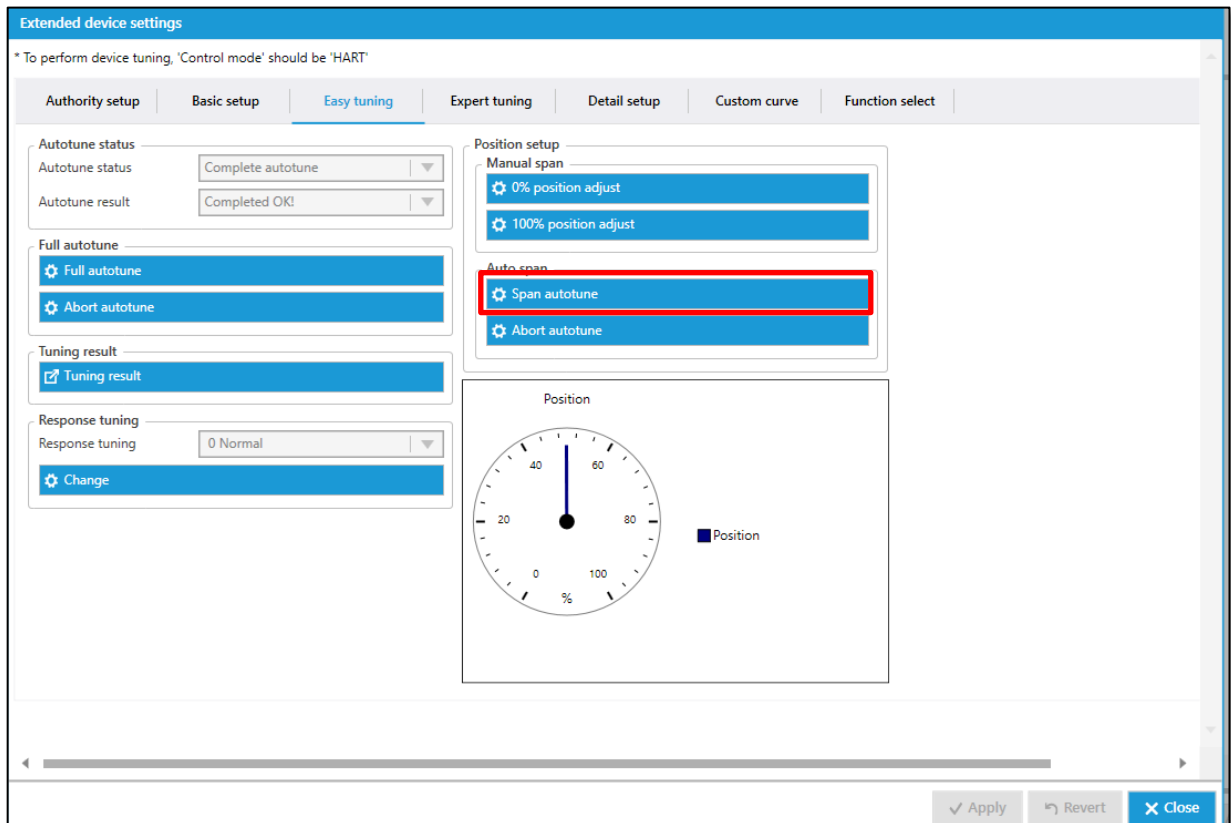 Extended device settings
* To perform device tuning, 'Control mode' should be 'HART'
Authority setup
Basic setup
Easy tuning
Expert tuning
Detail setup
Custom curve
Function select
Autotune status
Autotune status
Complete autotune
Autotune result
Completed OK!
Full autotune
Full autotune
Abort autotune
Tuning result
Tuning result
Response tuning
Response tuning
0 Normal
Change
Position setup
Manual span
0% position adjust
100% position adjust
Auto span
Span autotune
Abort autotune
Position
40
60
20
80
0
100
%
Position
Apply
Revert
Close